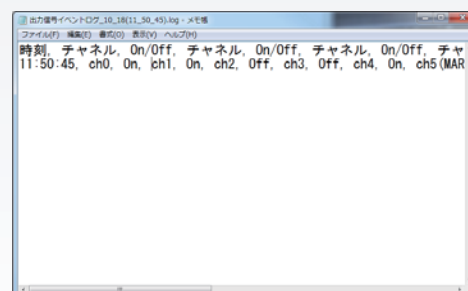 出力信号イベントログ_10_18(11_50_45).log - メモ帳
ファイル(F) 編集(E) 書式(O) 表示(V) ヘルプ(H)
時刻, チャネル, On/Off, チャネル, On/Off, チャネル, On/Off, チャ
11:50:45, ch0, On, ch1, On, ch2, Off, ch3, Off, ch4, On, ch5(MAR